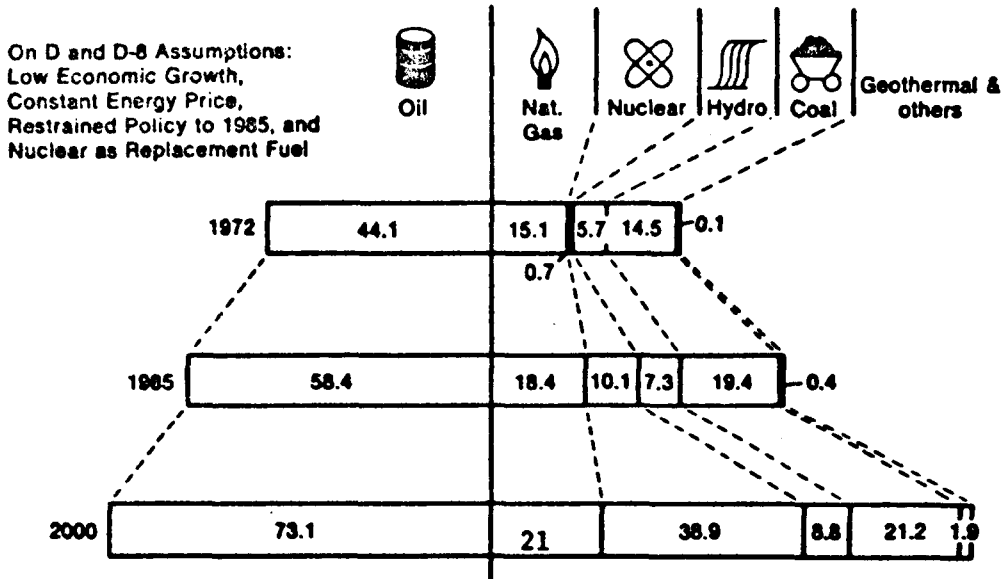 On D and D-8 Assumptions:
Low Economic Growth,
Constant Energy Price,
Restrained Policy to 1985, and
Nuclear as Replacement Fuel
Oil
Nat.
Gas
Nuclear
Hydro
Coal
Geothermal &
others
1972 44.1 15.1 5.7 14.5 0.1
0.7
1985 58.4 18.4 10.1 7.3 19.4 0.4
2000 73.1 21 38.9 8.8 21.2 1.9